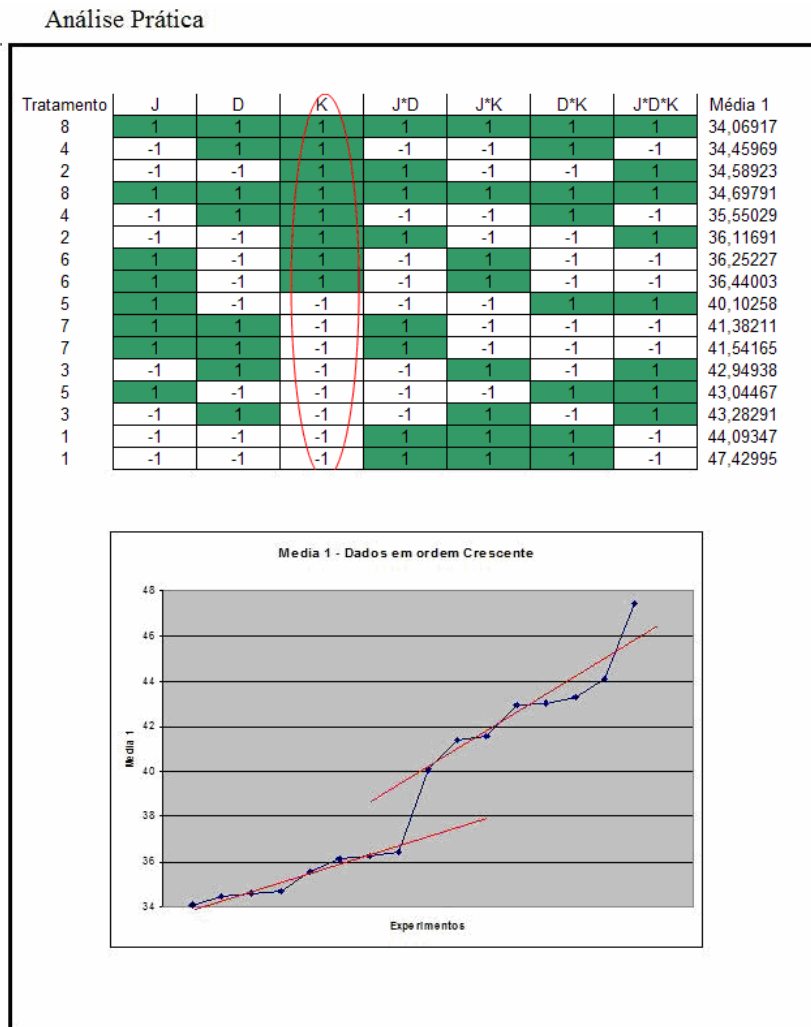 Análise Prática
Tratamento J D K J*D J*K D*K J*D*K Média 1
8 1 1 1 1 1 1 1 34,06917
4 -1 1 1 -1 -1 1 -1 34,45969
2 -1 -1 1 1 -1 -1 1 34,58923
8 1 1 1 1 1 1 1 34,69791
4 -1 1 1 -1 -1 1 -1 35,55029
2 -1 -1 1 1 -1 -1 1 36,11691
6 1 -1 1 -1 1 -1 -1 36,25227
6 1 -1 1 -1 1 -1 -1 36,44003
5 1 -1 -1 -1 -1 1 1 40,10258
7 1 1 -1 1 -1 -1 -1 41,38211
7 1 1 -1 1 -1 -1 -1 41,54165
3 -1 1 -1 -1 1 -1 1 42,94938
5 1 -1 -1 -1 -1 1 1 43,04467
3 -1 1 -1 -1 1 -1 1 43,28291
1 -1 -1 -1 1 1 1 -1 44,09347
1 -1 -1 -1 1 1 1 -1 47,42995
Media 1 - Dados em ordem Crescente
48
46
44
42
40
38
36
34
Media 1
Experimentos